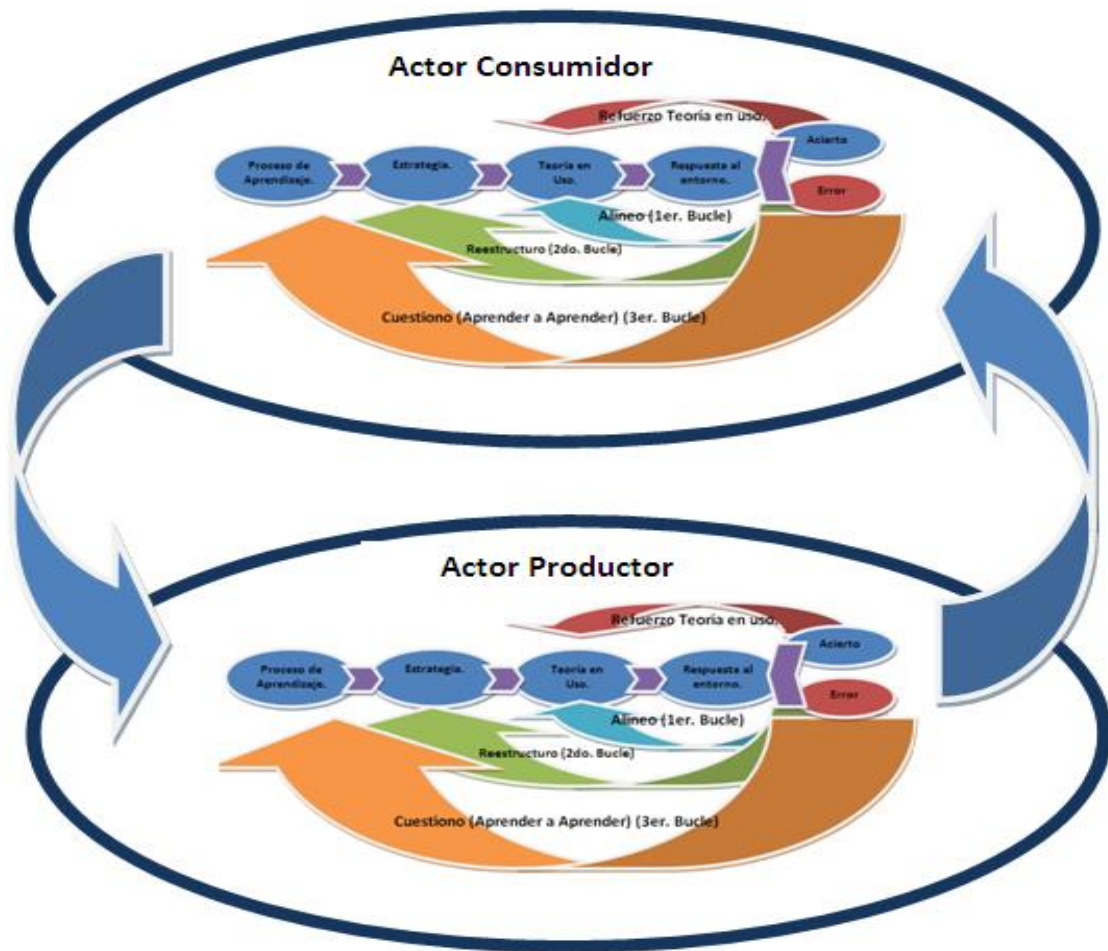 Actor Consumidor
Refuerzo Teoría en uso.
Acierto
Proceso de
Aprendizaje.
Estrategia.
Teoría en
Uso.
Respuesta al
entorno.
Error
Alineo (1er. Bucle)
Reestructuro (2do. Bucle)
Cuestiono (Aprender a Aprender) (3er. Bucle)
Actor Productor
Refuerzo Teoría en uso.
Acierto
Proceso de
Aprendizaje.
Estrategia.
Teoría en
Uso.
Respuesta al
entorno.
Error
Alineo (1er. Bucle)
Reestructuro (2do. Bucle)
Cuestiono (Aprender a Aprender) (3er. Bucle)